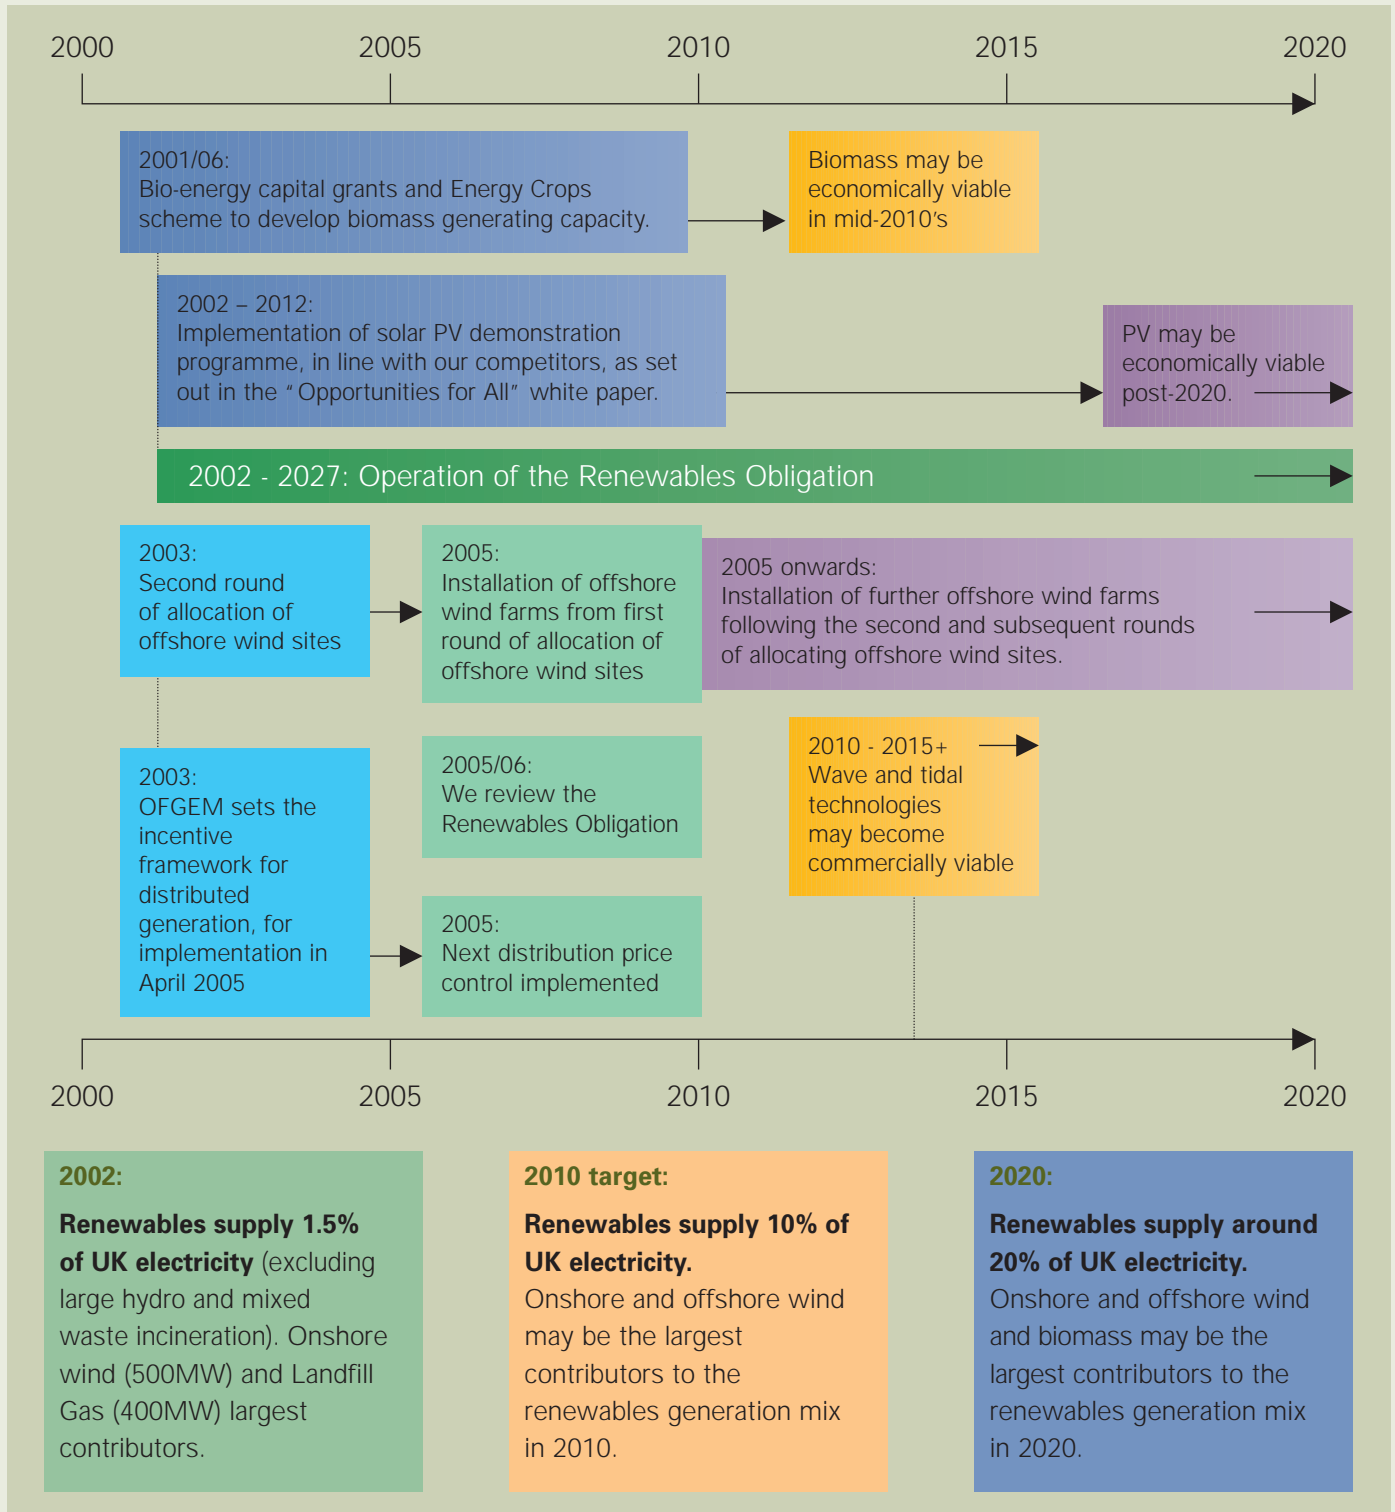 2000 2005 2010 2015 2020
2001/06:
Bio-energy capital grants and Energy Crops
scheme to develop biomass generating capacity.
Biomass may be
economically viable
in mid-2010's
2002 – 2012:
Implementation of solar PV demonstration
programme, in line with our competitors, as set
out in the “Opportunities for All” white paper.
PV may be
economically viable
post-2020.
2002 - 2027: Operation of the Renewables Obligation
2003:
Second round
of allocation of
offshore wind sites
2005:
Installation of offshore
wind farms from first
round of allocation of
offshore wind sites
2005 onwards:
Installation of further offshore wind farms
following the second and subsequent rounds
of allocating offshore wind sites.
2003:
OFGEM sets the
incentive
framework for
distributed
generation, for
implementation in
April 2005
2005/06:
We review the
Renewables Obligation
2010 - 2015+
Wave and tidal
technologies
may become
commercially viable
2005:
Next distribution price
control implemented
2000 2005 2010 2015 2020
2002:
Renewables supply 1.5%
of UK electricity (excluding
large hydro and mixed
waste incineration). Onshore
wind (500MW) and Landfill
Gas (400MW) largest
contributors.
2010 target:
Renewables supply 10% of
UK electricity.
Onshore and offshore wind
may be the largest
contributors to the
renewables generation mix
in 2010.
2020:
Renewables supply around
20% of UK electricity.
Onshore and offshore wind
and biomass may be the
largest contributors to the
renewables generation mix
in 2020.